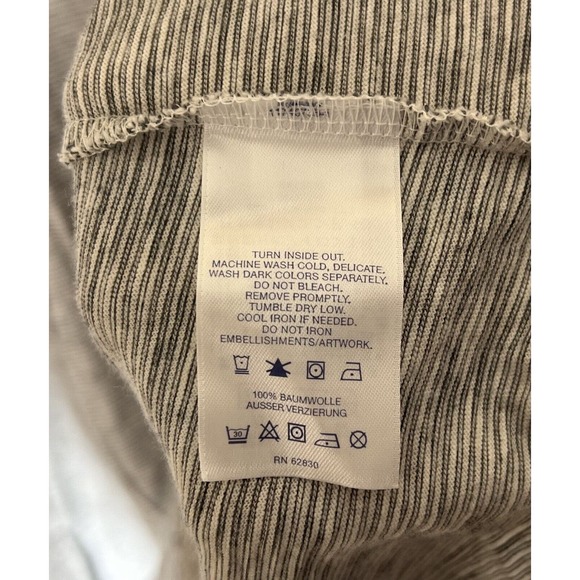 TURN INSIDE OUT.
MACHINE WASH COLD, DELICATE.
WASH DARK COLORS SEPARATELY.
DO NOT BLEACH.
REMOVE PROMPTLY.
TUMBLE DRY LOW.
COOL IRON IF NEEDED.
DO NOT IRON
EMBELLISHMENTS/ARTWORK.
100% BAUMWOLLE
AUSSER VERZIERUNG
30
RN 62830